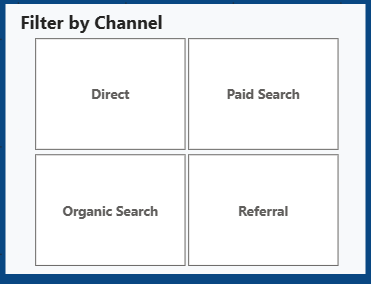 Filter by Channel
Direct
Paid Search
Organic Search
Referral